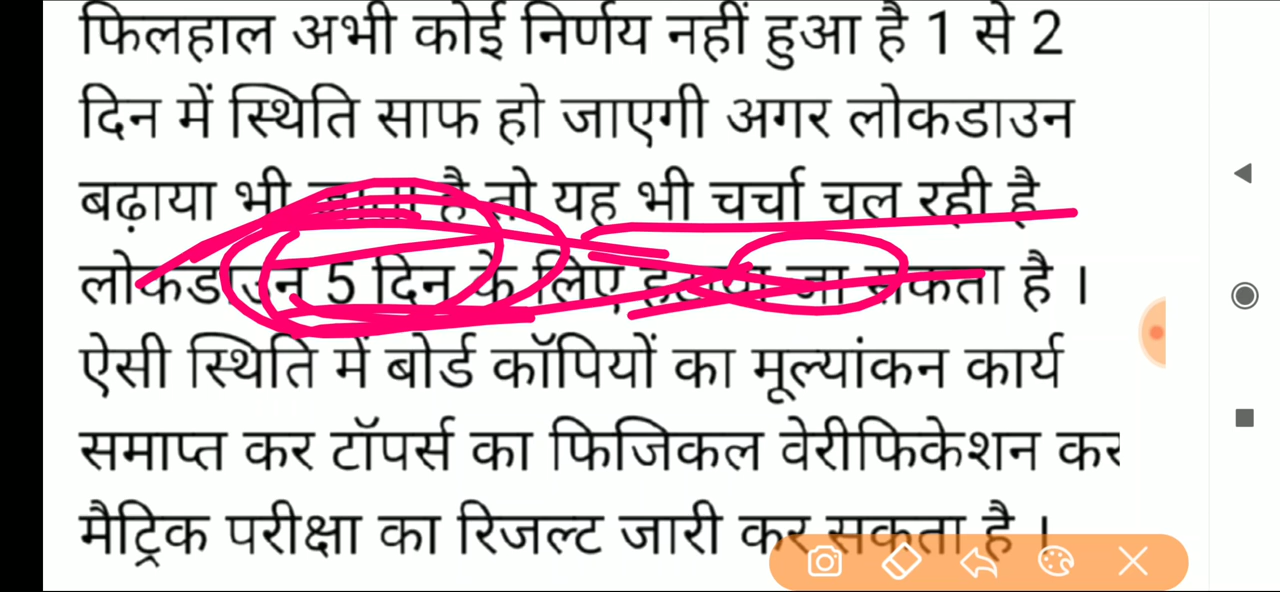 फिलहाल अभी कोई निर्णय नहीं हुआ है 1 से 2
दिन में स्थिति साफ हो जाएगी अगर लोकडाउन
बढ़ाया भी जाता है तो यह भी चर्चा चल रही है
लोकडाउन 5 दिन के लिए हटाया जा सकता है ।
ऐसी स्थिति में बोर्ड कॉपियों का मूल्यांकन कार्य
समाप्त कर टॉपर्स का फिजिकल वेरीफिकेशन कर
मैट्रिक परीक्षा का रिजल्ट जारी कर सकता है ।